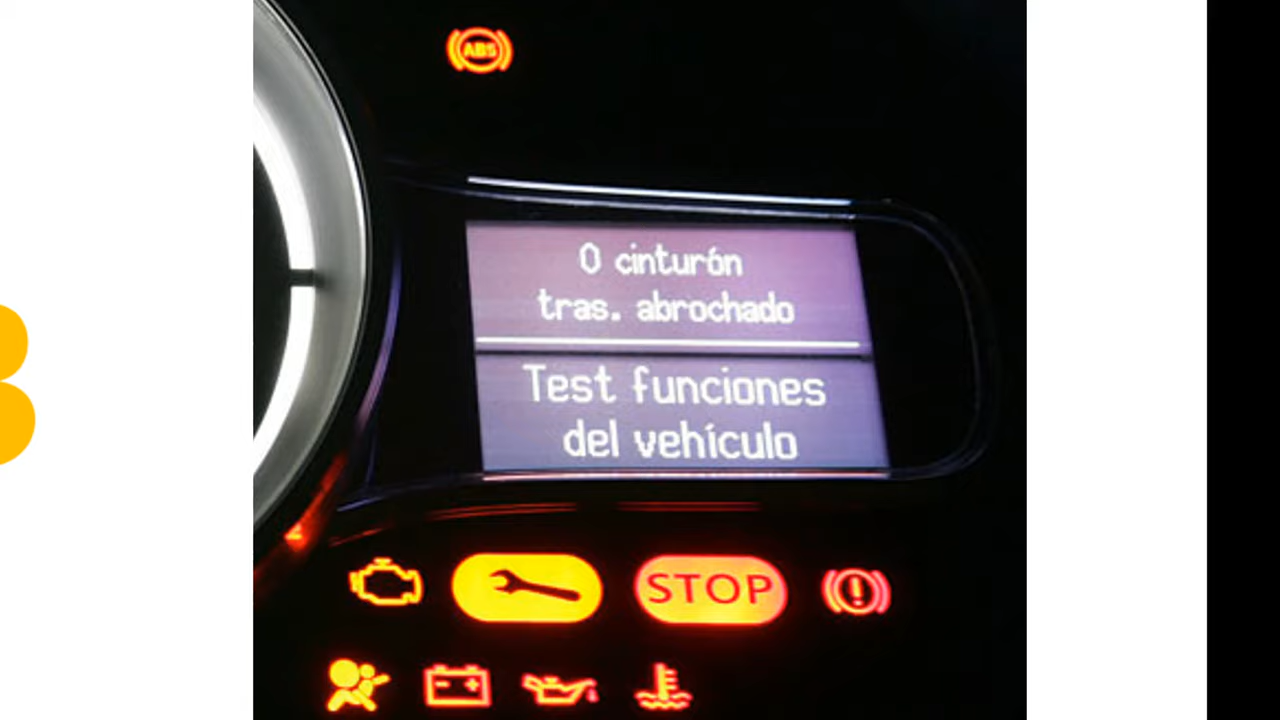 ABS
0 cinturón
tras. abrochado
Test funciones
del vehículo
STOP